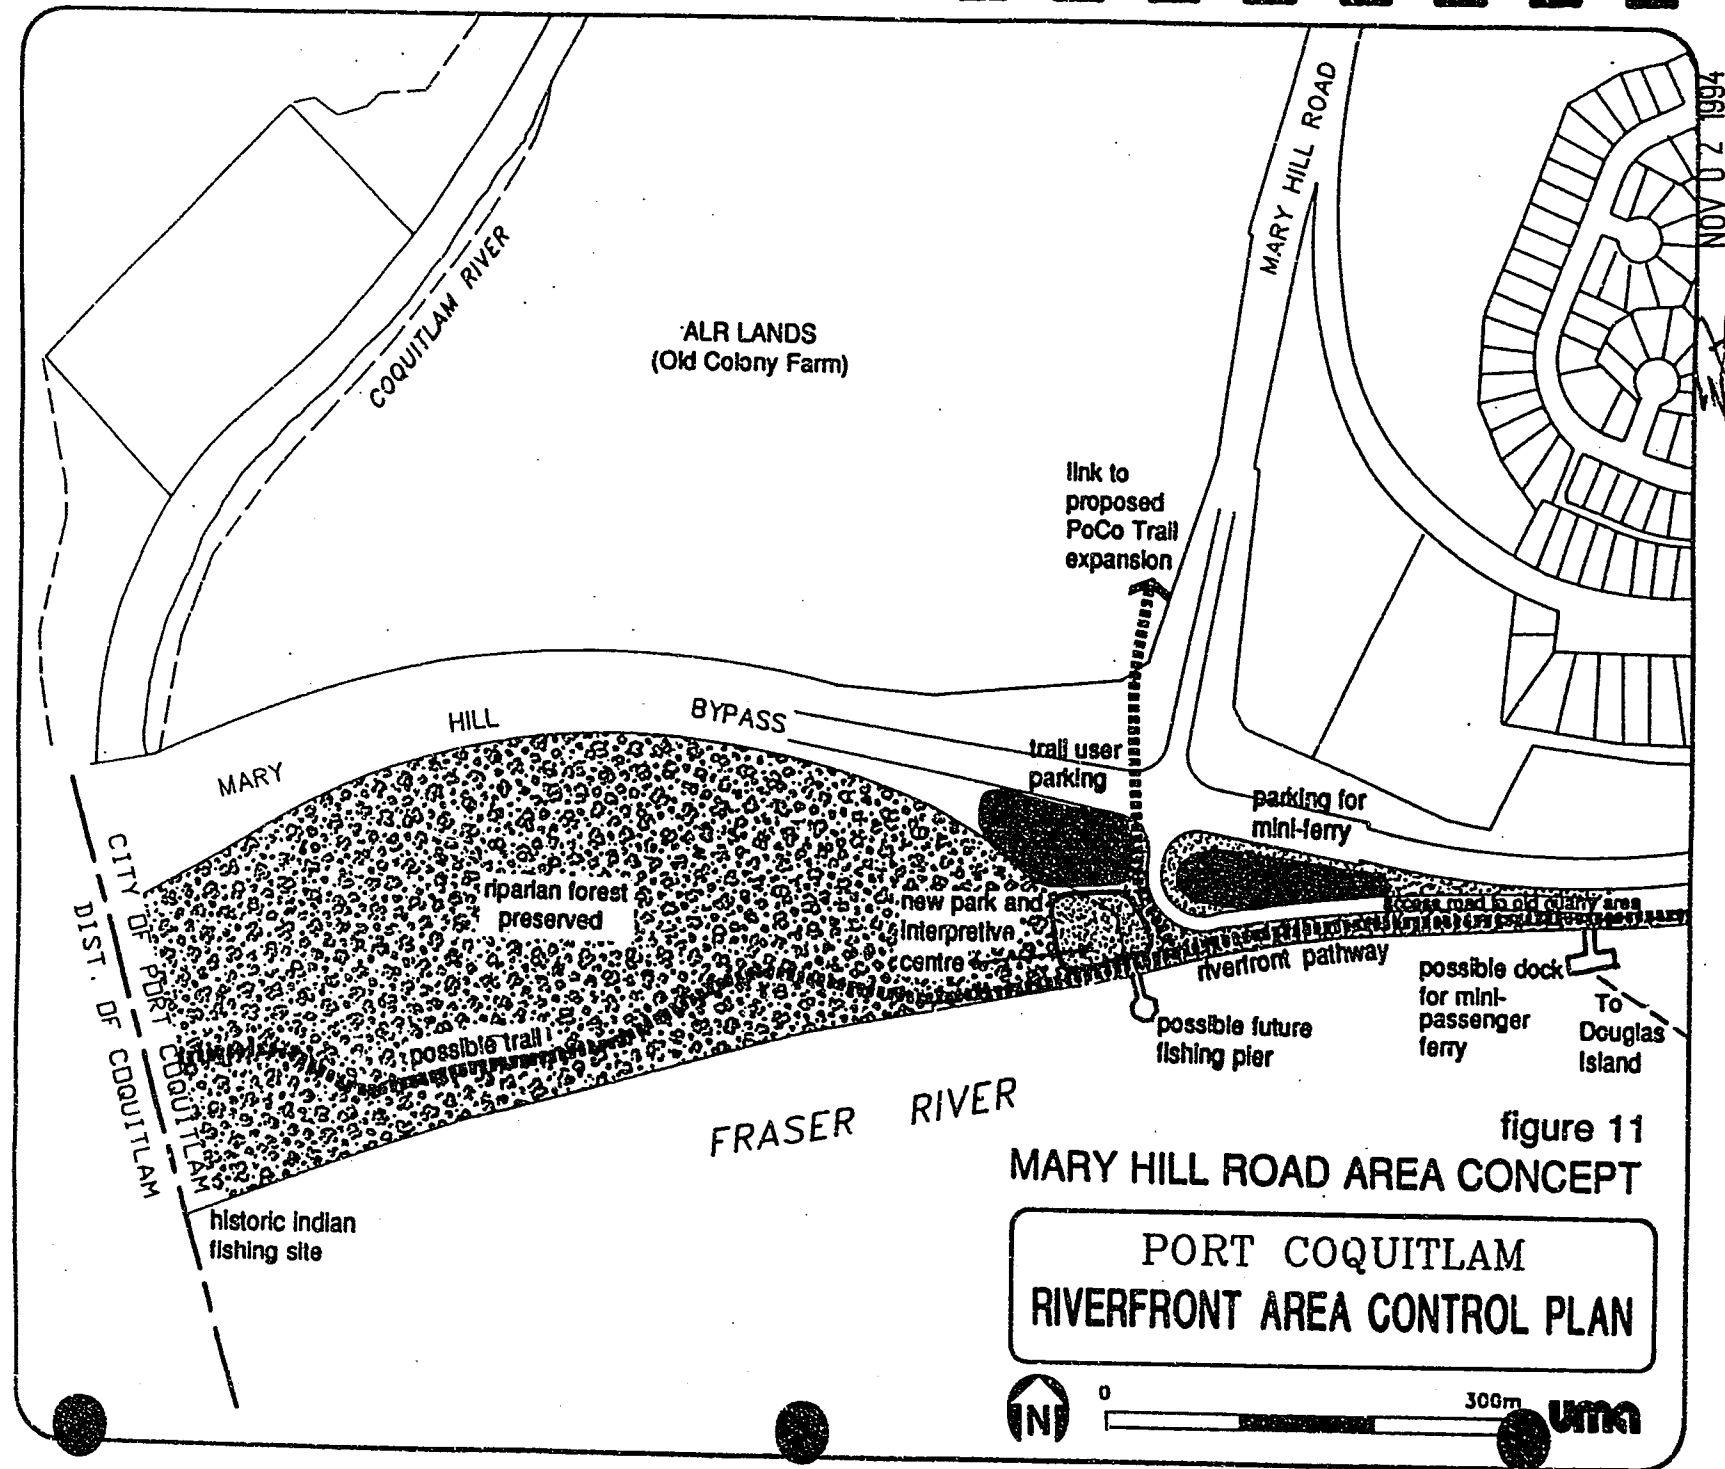 MARY HILL ROAD
NOV 02 1994
COQUITLAM RIVER
ALR LANDS
(Old Colony Farm)
link to
proposed
PoCo Trail
expansion
MARY HILL BYPASS
trail user
parking
parking for
mini-ferry
CITY OF PORT COQUITLAM
DIST. OF COQUITLAM
riparian forest
preserved
new park and
interpretive
centre
access road to old quarry area
riverfront pathway
possible dock
for mini-
passenger
ferry
To
Douglas
Island
possible trail
possible future
fishing pier
FRASER RIVER
historic indian
fishing site
figure 11
MARY HILL ROAD AREA CONCEPT
PORT COQUITLAM
RIVERFRONT AREA CONTROL PLAN
N
0
300m
uma